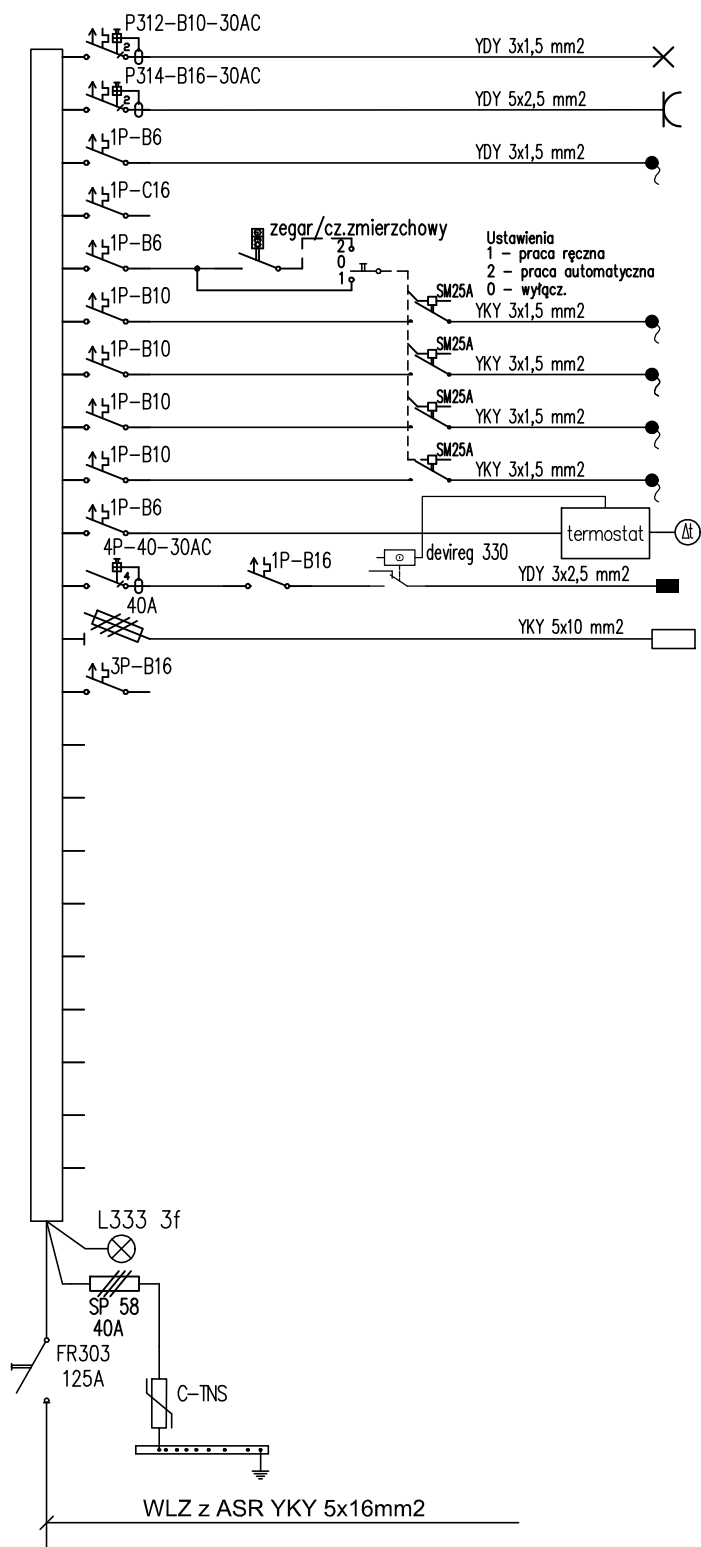 P312-B10-30AC
2
YDY 3x1,5 mm2
P314-B16-30AC
2
YDY 5x2,5 mm2
1P-B6
YDY 3x1,5 mm2
1P-C16
1P-B6
zegar/cz.zmierzchowy
2
0
1
Ustawienia
1 - praca ręczna
2 - praca automatyczna
0 - wyłącz.
1P-B10
SM25A
YKY 3x1,5 mm2
1P-B10
SM25A
YKY 3x1,5 mm2
1P-B10
SM25A
YKY 3x1,5 mm2
1P-B10
SM25A
YKY 3x1,5 mm2
1P-B6
termostat
Δt
4P-40-30AC
4
40A
1P-B16
devireg 330
YDY 3x2,5 mm2
YKY 5x10 mm2
3P-B16
L333 3f
SP 58
40A
FR303
125A
C-TNS
WLZ z ASR YKY 5x16mm2